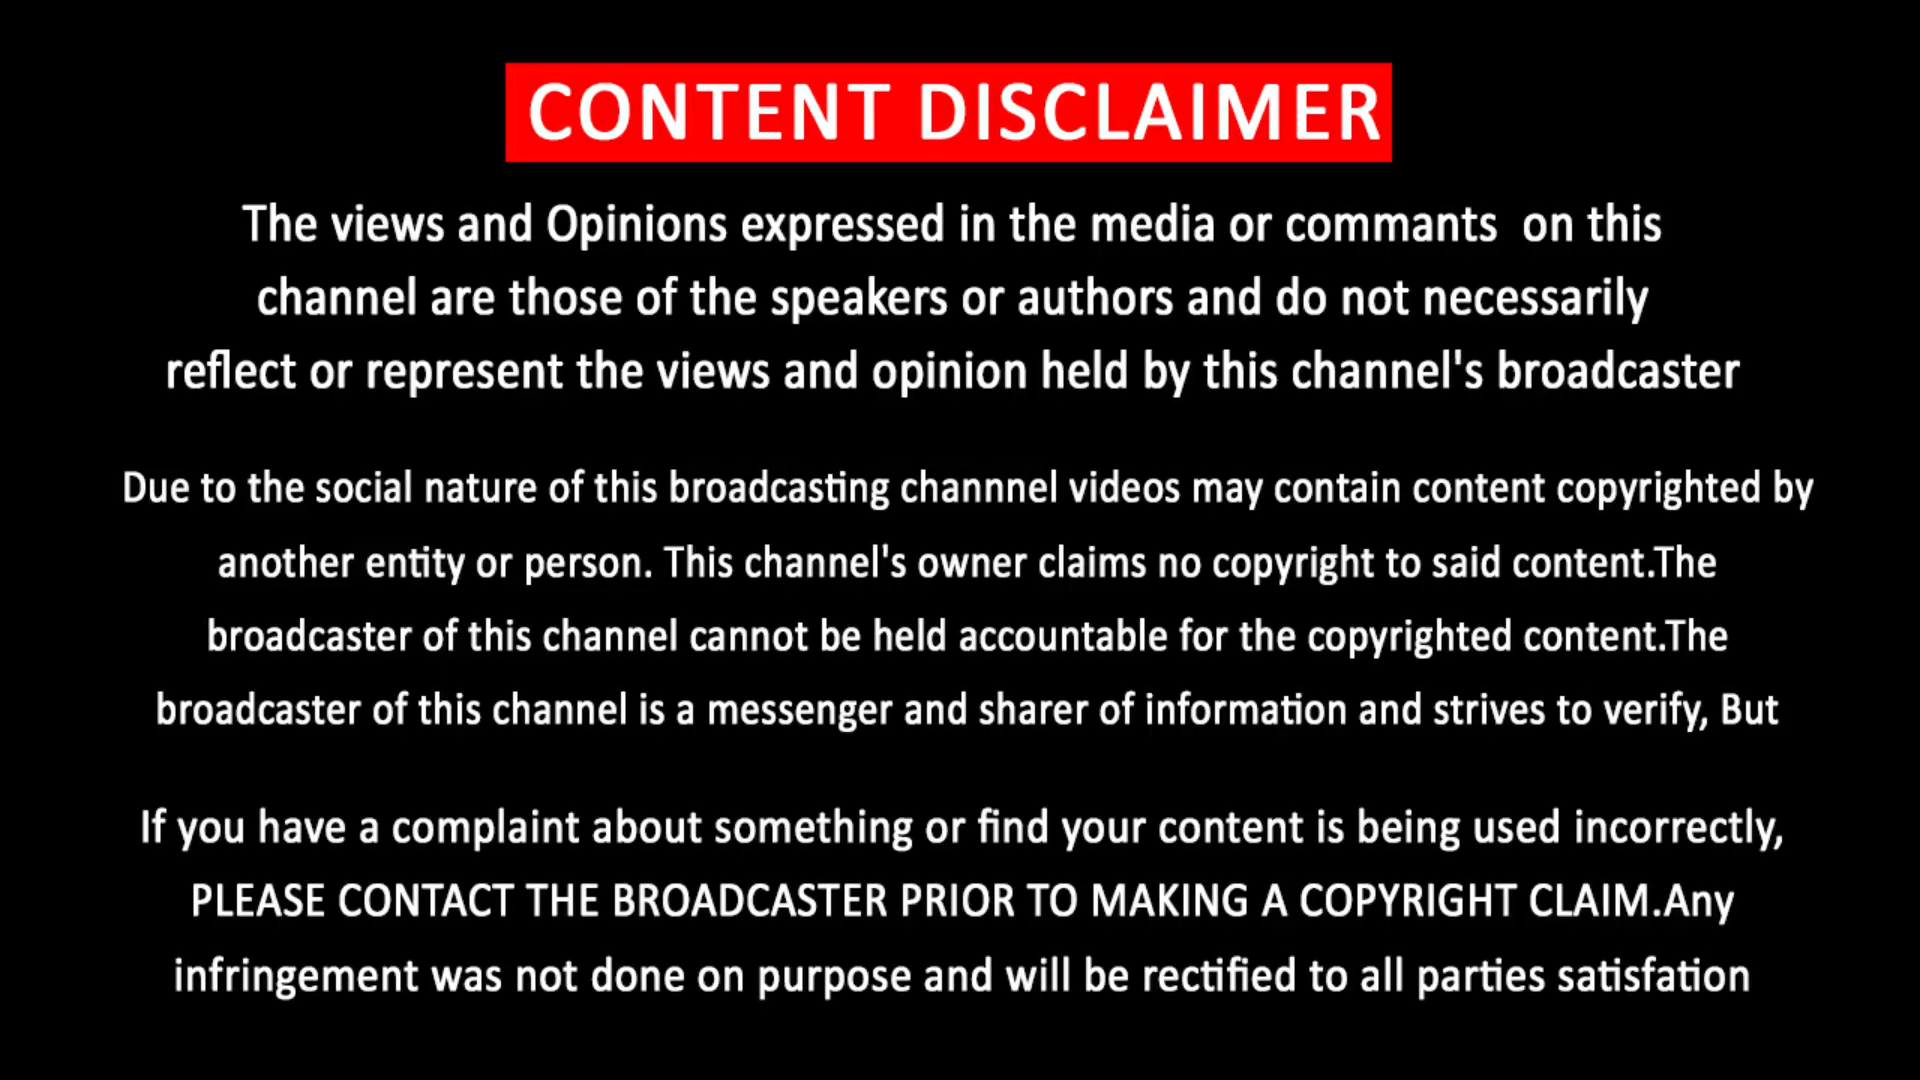 CONTENT DISCLAIMER
The views and Opinions expressed in the media or commants on this
channel are those of the speakers or authors and do not necessarily
reflect or represent the views and opinion held by this channel's broadcaster
Due to the social nature of this broadcasting channnel videos may contain content copyrighted by
another entity or person. This channel's owner claims no copyright to said content.The
broadcaster of this channel cannot be held accountable for the copyrighted content.The
broadcaster of this channel is a messenger and sharer of information and strives to verify, But
If you have a complaint about something or find your content is being used incorrectly,
PLEASE CONTACT THE BROADCASTER PRIOR TO MAKING A COPYRIGHT CLAIM.Any
infringement was not done on purpose and will be rectified to all parties satisfation